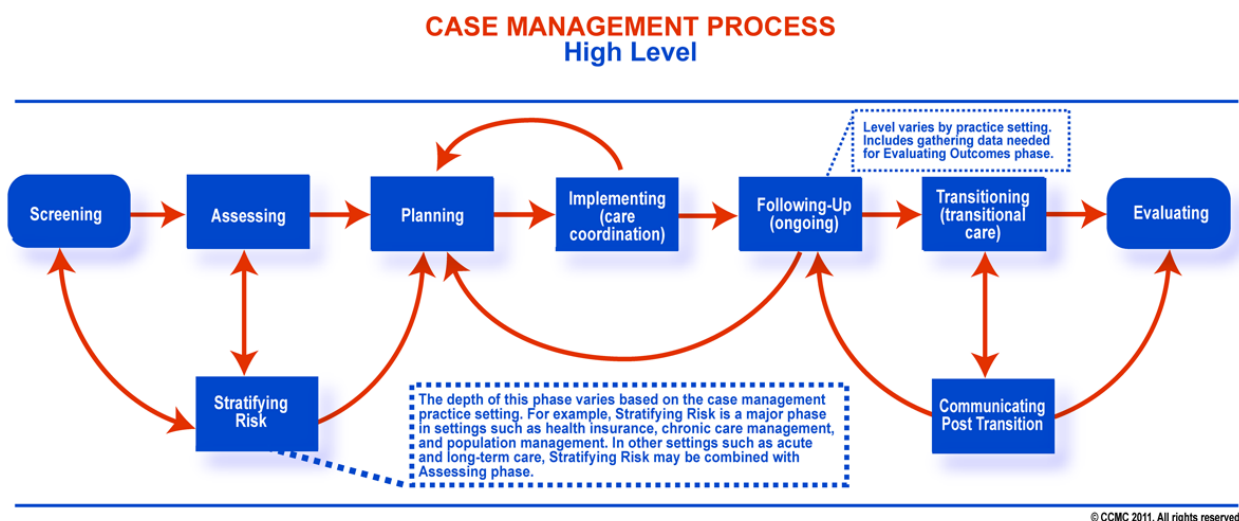 CASE MANAGEMENT PROCESS
High Level
Level varies by practice setting.
Includes gathering data needed
for Evaluating Outcomes phase.
Screening
Assessing
Planning
Implementing
(care
coordination)
Following-Up
(ongoing)
Transitioning
(transitional
care)
Evaluating
Stratifying
Risk
The depth of this phase varies based on the case management
practice setting. For example, Stratifying Risk is a major phase
in settings such as health insurance, chronic care management,
and population management. In other settings such as acute
and long-term care, Stratifying Risk may be combined with
Assessing phase.
Communicating
Post Transition
© CCMC 2011. All rights reserved